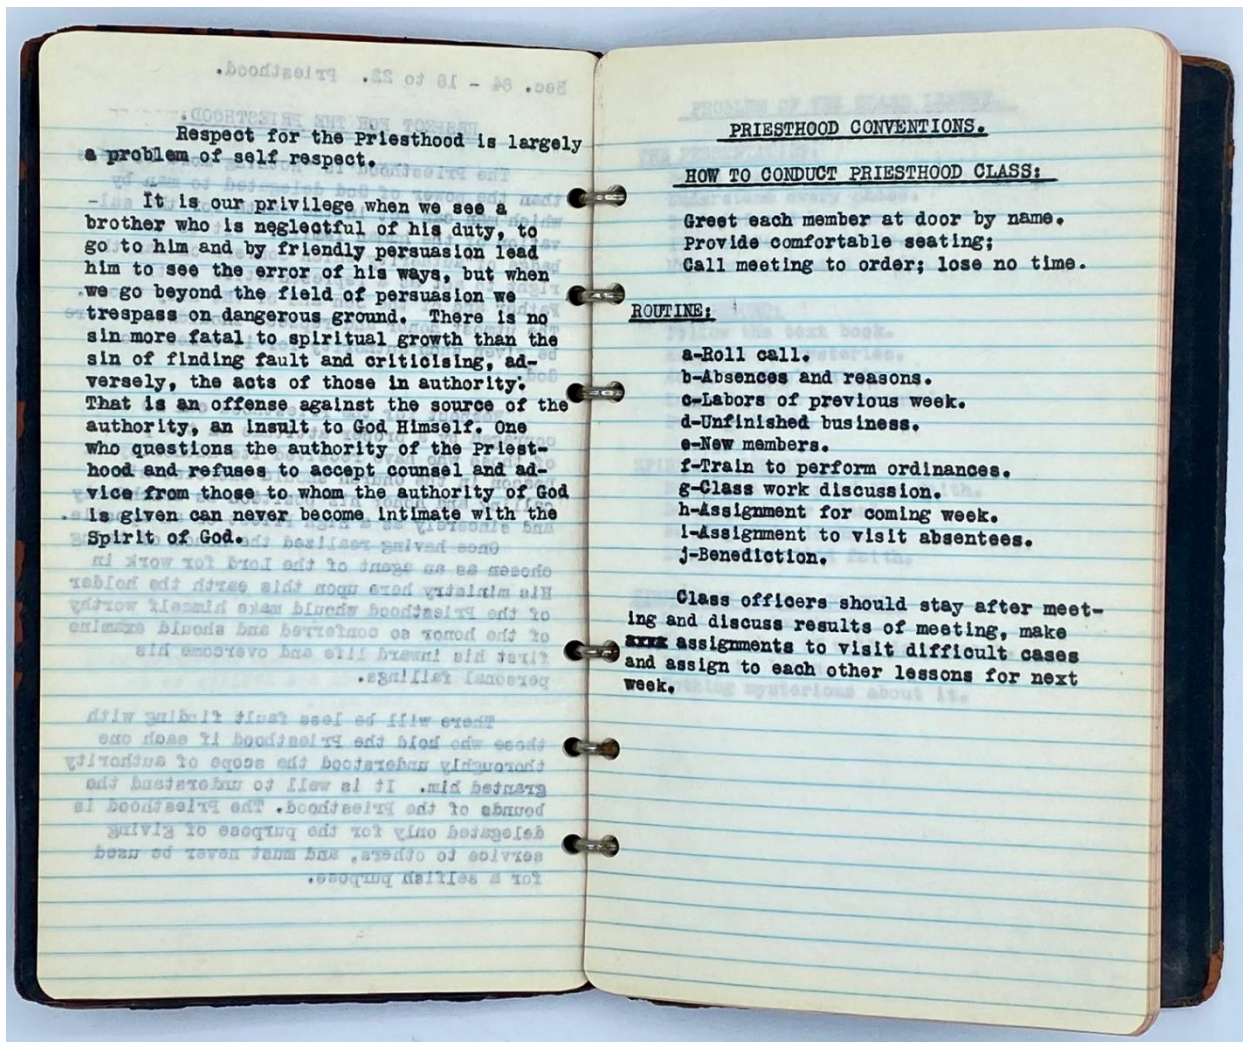 Respect for the Priesthood is largely
a problem of self respect.
It is our privilege when we see a
brother who is neglectful of his duty, to
go to him and by friendly persuasion lead
him to see the error of his ways, but when
we go beyond the field of persuasion we
trespass on dangerous ground. There is no
sin more fatal to spiritual growth than the
sin of finding fault and criticising, ad-
versely, the acts of those in authority.
That is an offense against the source of the
authority, an insult to God Himself. One
who questions the authority of the Priest-
hood and refuses to accept counsel and ad-
vice from those to whom the authority of God
is given can never become intimate with the
Spirit of God.
PRIESTHOOD CONVENTIONS.
HOW TO CONDUCT PRIESTHOOD CLASS:
Greet each member at door by name.
Provide comfortable seating;
Call meeting to order; lose no time.
ROUTINE:
a-Roll call.
b-Absences and reasons.
c-Labors of previous week.
d-Unfinished business.
e-New members.
f-Train to perform ordinances.
g-Class work discussion.
h-Assignment for coming week.
i-Assignment to visit absentees.
j-Benediction.
Class officers should stay after meet-
ing and discuss results of meeting, make
assignments to visit difficult cases
and assign to each other lessons for next
week.